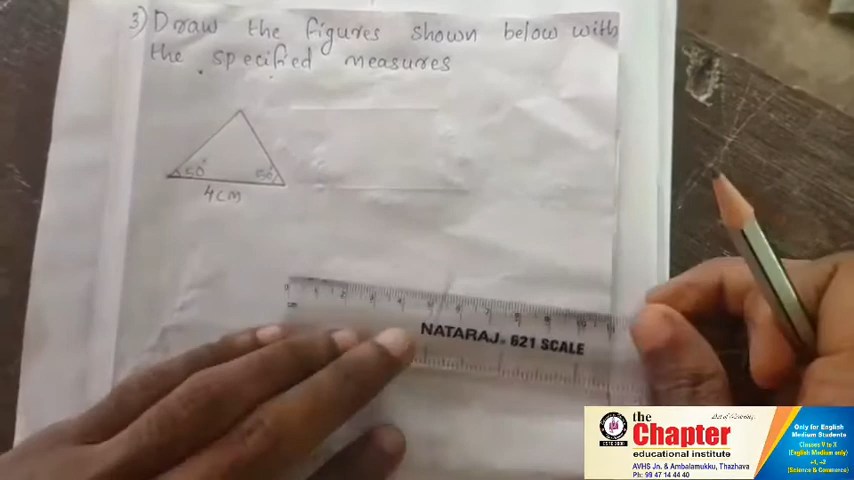 3) Draw the figures shown below with
the specified measures
50°
4cm
NATARAJ 621 SCALE
cm
the
Chapter
educational institute
AVHS Jn. & Ambalamukku, Thazhava
Ph: 99 47 14 44 40
Only for English
Medium Students
Classes V to X
(English Medium only)
+1, +2
(Science & Commerce)